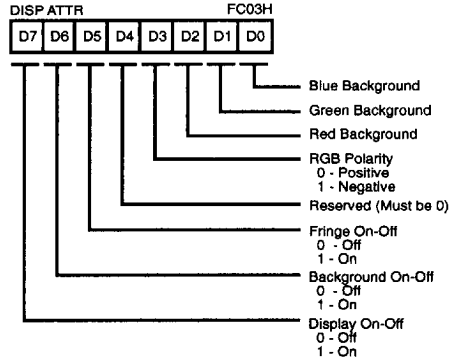 DISP ATTR FC03H
D7 D6 D5 D4 D3 D2 D1 D0
Blue Background
Green Background
Red Background
RGB Polarity
0 - Positive
1 - Negative
Reserved (Must be 0)
Fringe On-Off
0 - Off
1 - On
Background On-Off
0 - Off
1 - On
Display On-Off
0 - Off
1 - On